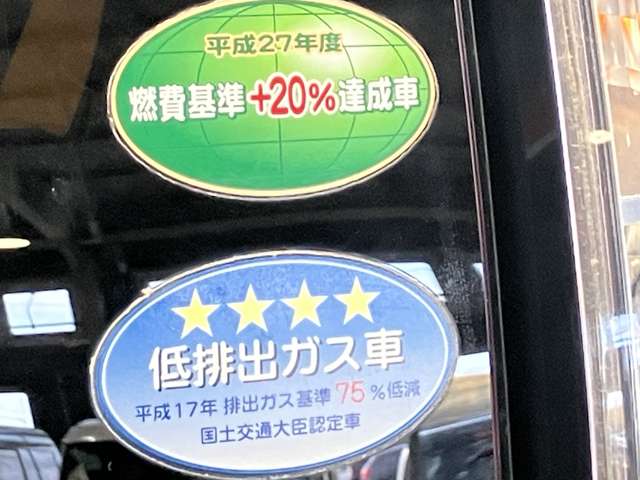 平成27年度
燃費基準+20%達成車
★★★★
低排出ガス車
平成17年 排出ガス基準 75 %低減
国土交通大臣認定車